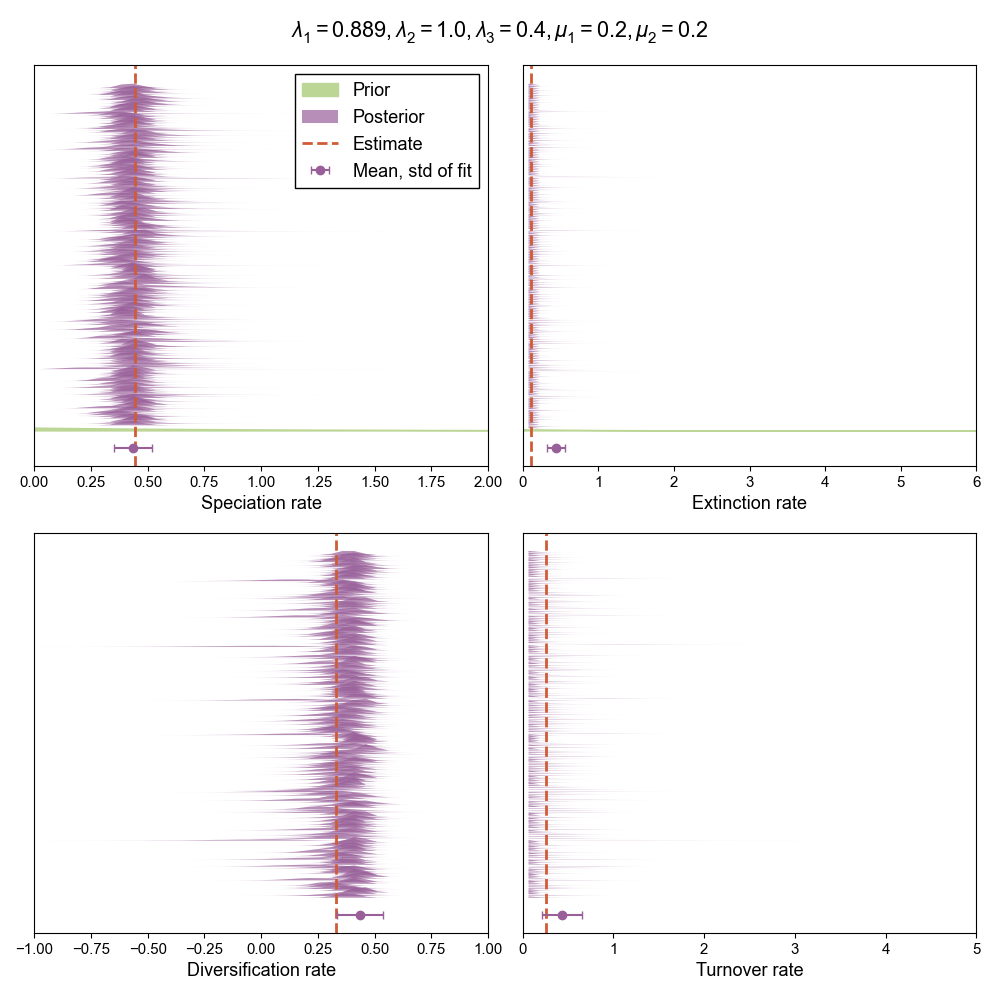 λ₁ = 0.889, λ₂ = 1.0, λ₃ = 0.4, μ₁ = 0.2, μ₂ = 0.2
Prior
Posterior
Estimate
Mean, std of fit
0.00 0.25 0.50 0.75 1.00 1.25 1.50 1.75 2.00
Speciation rate
0 1 2 3 4 5 6
Extinction rate
−1.00 −0.75 −0.50 −0.25 0.00 0.25 0.50 0.75 1.00
Diversification rate
0 1 2 3 4 5
Turnover rate